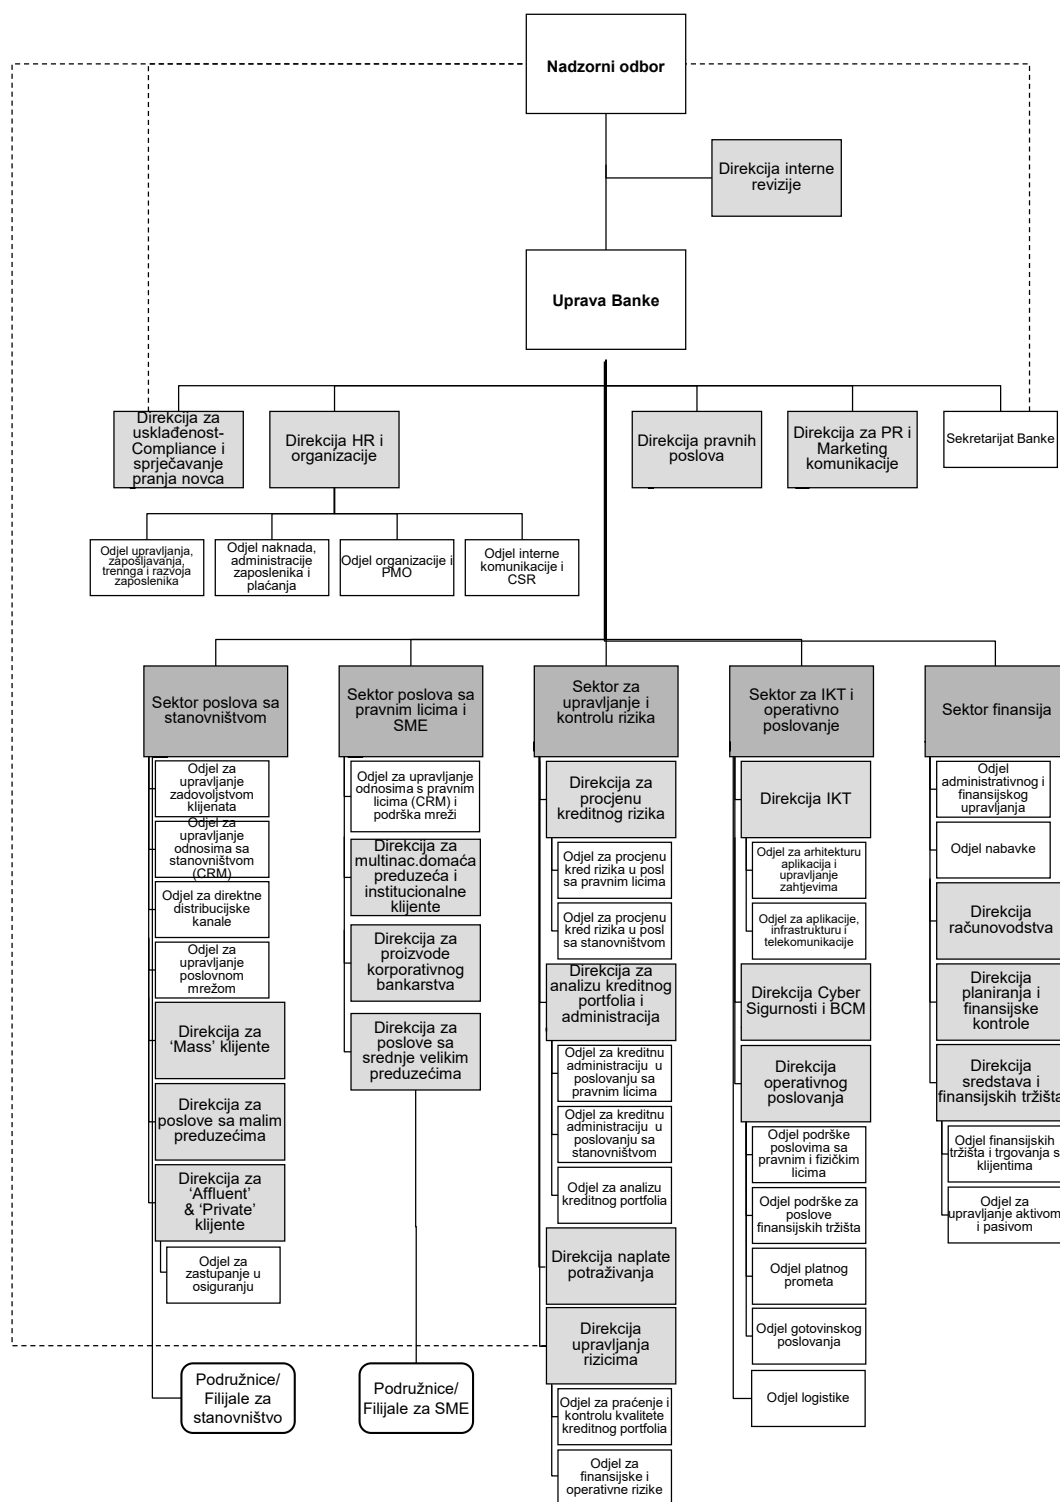 Nadzorni odbor
Direkcija interne
revizije
Uprava Banke
Direkcija za
usklađenost-
Compliance i
sprječavanje
pranja novca
Direkcija HR i
organizacije
Direkcija pravnih
poslova
Direkcija za PR i
Marketing
komunikacije
Sekretarijat Banke
Odjel upravljanja,
zapošljavanja,
trennga i razvoja
zaposlenika
Odjel naknada,
administracije
zaposlenika i
plaćanja
Odjel organizacije i
PMO
Odjel interne
komunikacije i
CSR
Sektor poslova sa
stanovništvom
Odjel za
upravljanje
zadovoljstvom
klijenata
Odjel za
upravljanje
odnosima sa
stanovništvom
(CRM)
Odjel za direktne
distribucijske
kanale
Odjel za
upravljanje
poslovnom
mrežom
Direkcija za
‘Mass’ klijente
Direkcija za
poslove sa malim
preduzećima
Direkcija za
‘Affluent’
& ‘Private’
klijente
Odjel za
zastupanje u
osiguranju
Podružnice/
Filijale za
stanovništvo
Sektor poslova sa
pravnim licima i
SME
Odjel za upravljanje
odnosima s pravnim
licima (CRM) i
podrška mreži
Direkcija za
multinac.domaća
preduzeća i
institucionalne
klijente
Direkcija za
proizvode
korporativnog
bankarstva
Direkcija za
poslove sa
srednje velikim
preduzećima
Podružnice/
Filijale za SME
Sektor za
upravljanje i
kontrolu rizika
Direkcija za
procjenu
kreditnog rizika
Odjel za procjenu
kred rizika u posl
sa pravnim licima
Odjel za procjenu
kred rizika u posl
sa stanovništvom
Direkcija za
analizu kreditnog
portfolia i
administracija
Odjel za kreditnu
administraciju u
poslovanju sa
pravnim licima
Odjel za kreditnu
administraciju u
poslovanju sa
stanovništvom
Odjel za analizu
kreditnog portfolia
Direkcija naplate
potraživanja
Direkcija
upravljanja
rizicima
Odjel za praćenje i
kontrolu kvalitete
kreditnog portfolia
Odjel za
finansijske i
operativne rizike
Sektor za IKT i
operativno
poslovanje
Direkcija IKT
Odjel za arhitekturu
aplikacija i
upravljanje
zahtjevima
Odjel za aplikacije,
infrastrukturu i
telekomunikacije
Direkcija Cyber
Sigurnosti i BCM
Direkcija
operativnog
poslovanja
Odjel podrške
poslovima sa
pravnim i fizičkim
licima
Odjel podrške za
poslove
finansijskih tržišta
Odjel platnog
prometa
Odjel gotovinskog
poslovanja
Odjel logistike
Sektor finansija
Odjel
administrativnog i
finansijskog
upravljanja
Odjel nabavke
Direkcija
računovodstva
Direkcija
planiranja i
finansijske
kontrole
Direkcija
sredstava i
finansijskih tržišta
Odjel finansijskih
tržišta i trgovanja s
klijentima
Odjel za
upravljanje aktivom
i pasivom